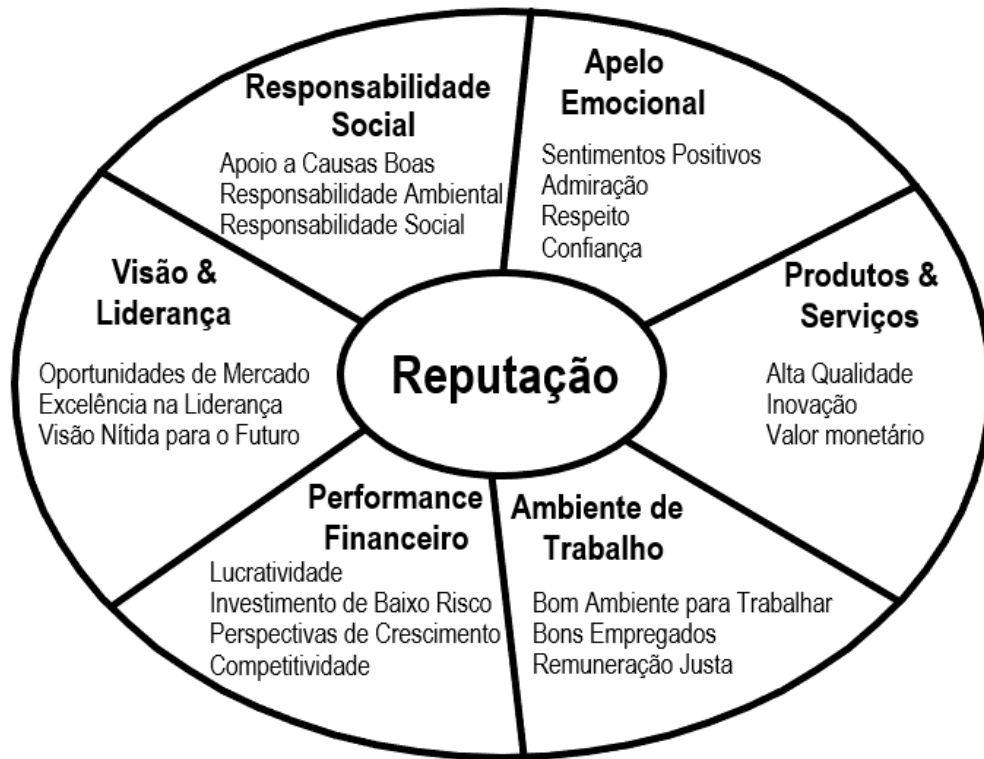 Responsabilidade
Social
Apoio a Causas Boas
Responsabilidade Ambiental
Responsabilidade Social
Apelo
Emocional
Sentimentos Positivos
Admiração
Respeito
Confiança
Visão &
Liderança
Oportunidades de Mercado
Excelência na Liderança
Visão Nítida para o Futuro
Reputação
Produtos &
Serviços
Alta Qualidade
Inovação
Valor monetário
Performance
Financeiro
Lucratividade
Investimento de Baixo Risco
Perspectivas de Crescimento
Competitividade
Ambiente de
Trabalho
Bom Ambiente para Trabalhar
Bons Empregados
Remuneração Justa